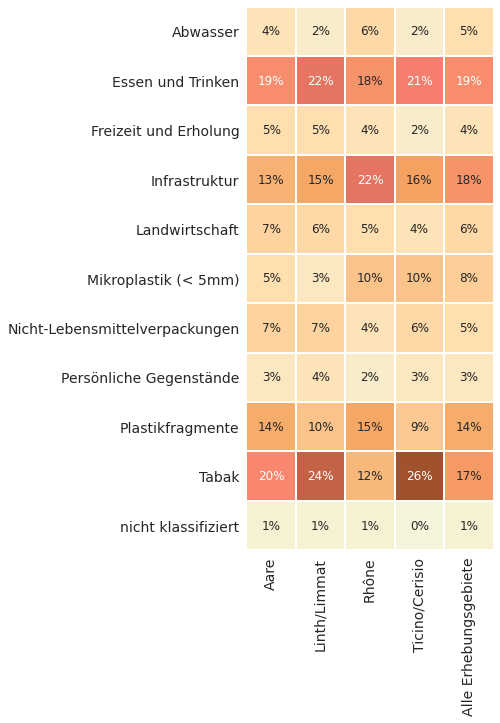 Abwasser 4% 2% 6% 2% 5%
Essen und Trinken 19% 22% 18% 21% 19%
Freizeit und Erholung 5% 5% 4% 2% 4%
Infrastruktur 13% 15% 22% 16% 18%
Landwirtschaft 7% 6% 5% 4% 6%
Mikroplastik (< 5mm) 5% 3% 10% 10% 8%
Nicht-Lebensmittelverpackungen 7% 7% 4% 6% 5%
Persönliche Gegenstände 3% 4% 2% 3% 3%
Plastikfragmente 14% 10% 15% 9% 14%
Tabak 20% 24% 12% 26% 17%
nicht klassifiziert 1% 1% 1% 0% 1%
Aare
Linth/Limmat
Rhône
Ticino/Cerisio
Alle Erhebungsgebiete